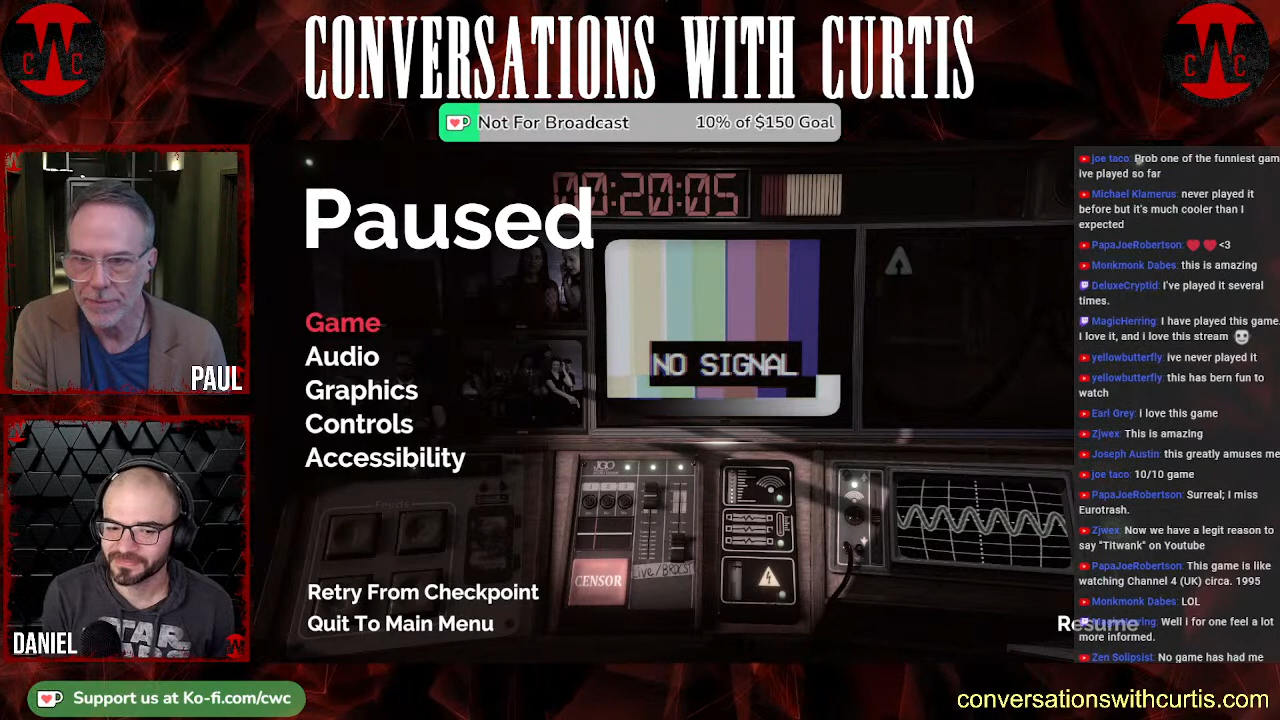 CONVERSATIONS WITH CURTIS
CWC
CWC
Not For Broadcast
10% of $150 Goal
00:20:05
Paused
NO SIGNAL
Game
Audio
Graphics
Controls
Accessibility
Feeds
Retry From Checkpoint
Quit To Main Menu
Resume
CENSOR
PAUL
DANIEL
STAR
WARS
joe taco: Prob one of the funniest gam
ive played so far
Michael Klamerus: never played it
before but it's much cooler than I
expected
PapaJoeRobertson: ❤️ ❤️ <3
Monkmonk Dabes: this is amazing
DeluxeCryptid: I've played it several
times.
MagicHerring: I have played this game
I love it, and i love this stream
yellowbutterfly: ive never played it
yellowbutterfly: this has bern fun to
watch
Earl Grey: I love this game
Zjwex: This is amazing
Joseph Austin: this greatly amuses me
joe taco: 10/10 game
PapaJoeRobertson: Surreal; I miss
Eurotrash.
Zjwex: Now we have a legit reason to
say "Titwank" on Youtube
PapaJoeRobertson: This game is like
watching Channel 4 (UK) circa. 1995
Monkmonk Dabes: LOL
Well i for one feel a lot
more informed.
Zen Solipsist: No game has had me
Support us at Ko-fi.com/cwc
conversationswithcurtis.com